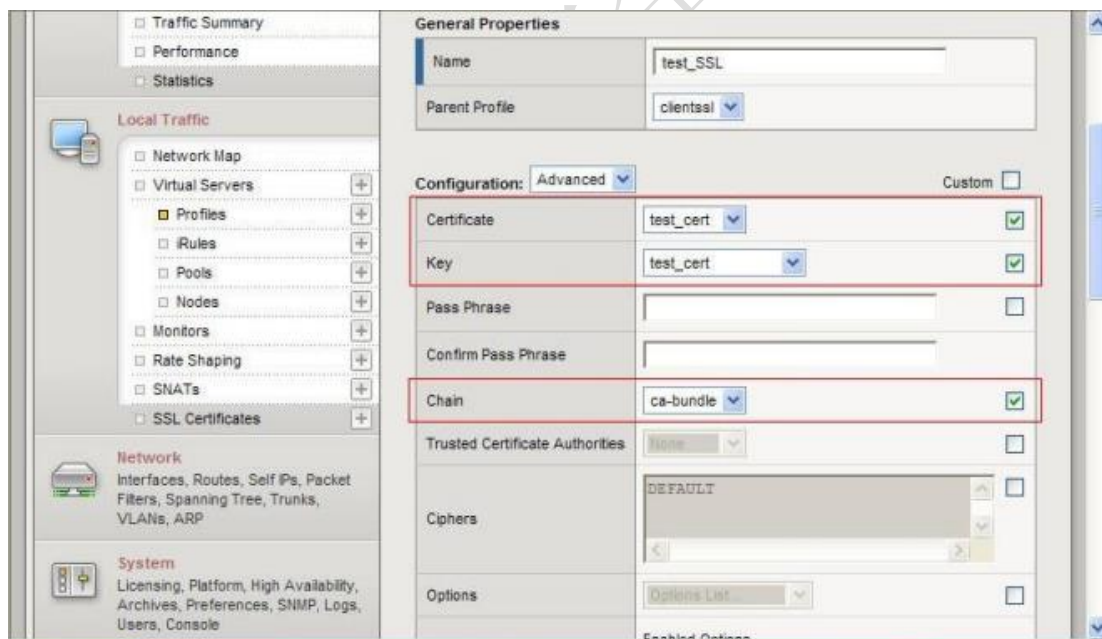 Traffic Summary
Performance
Statistics
Local Traffic
Network Map
Virtual Servers
Profiles
iRules
Pools
Nodes
Monitors
Rate Shaping
SNATs
SSL Certificates
Network
Interfaces, Routes, Self IPs, Packet
Filters, Spanning Tree, Trunks,
VLANs, ARP
System
Licensing, Platform, High Availability,
Archives, Preferences, SNMP, Logs,
Users, Console
General Properties
Name test_SSL
Parent Profile clientssl
Configuration: Advanced Custom
Certificate test_cert
Key test_cert
Pass Phrase
Confirm Pass Phrase
Chain ca-bundle
Trusted Certificate Authorities None
Ciphers DEFAULT
Options Options List...
Enabled Options